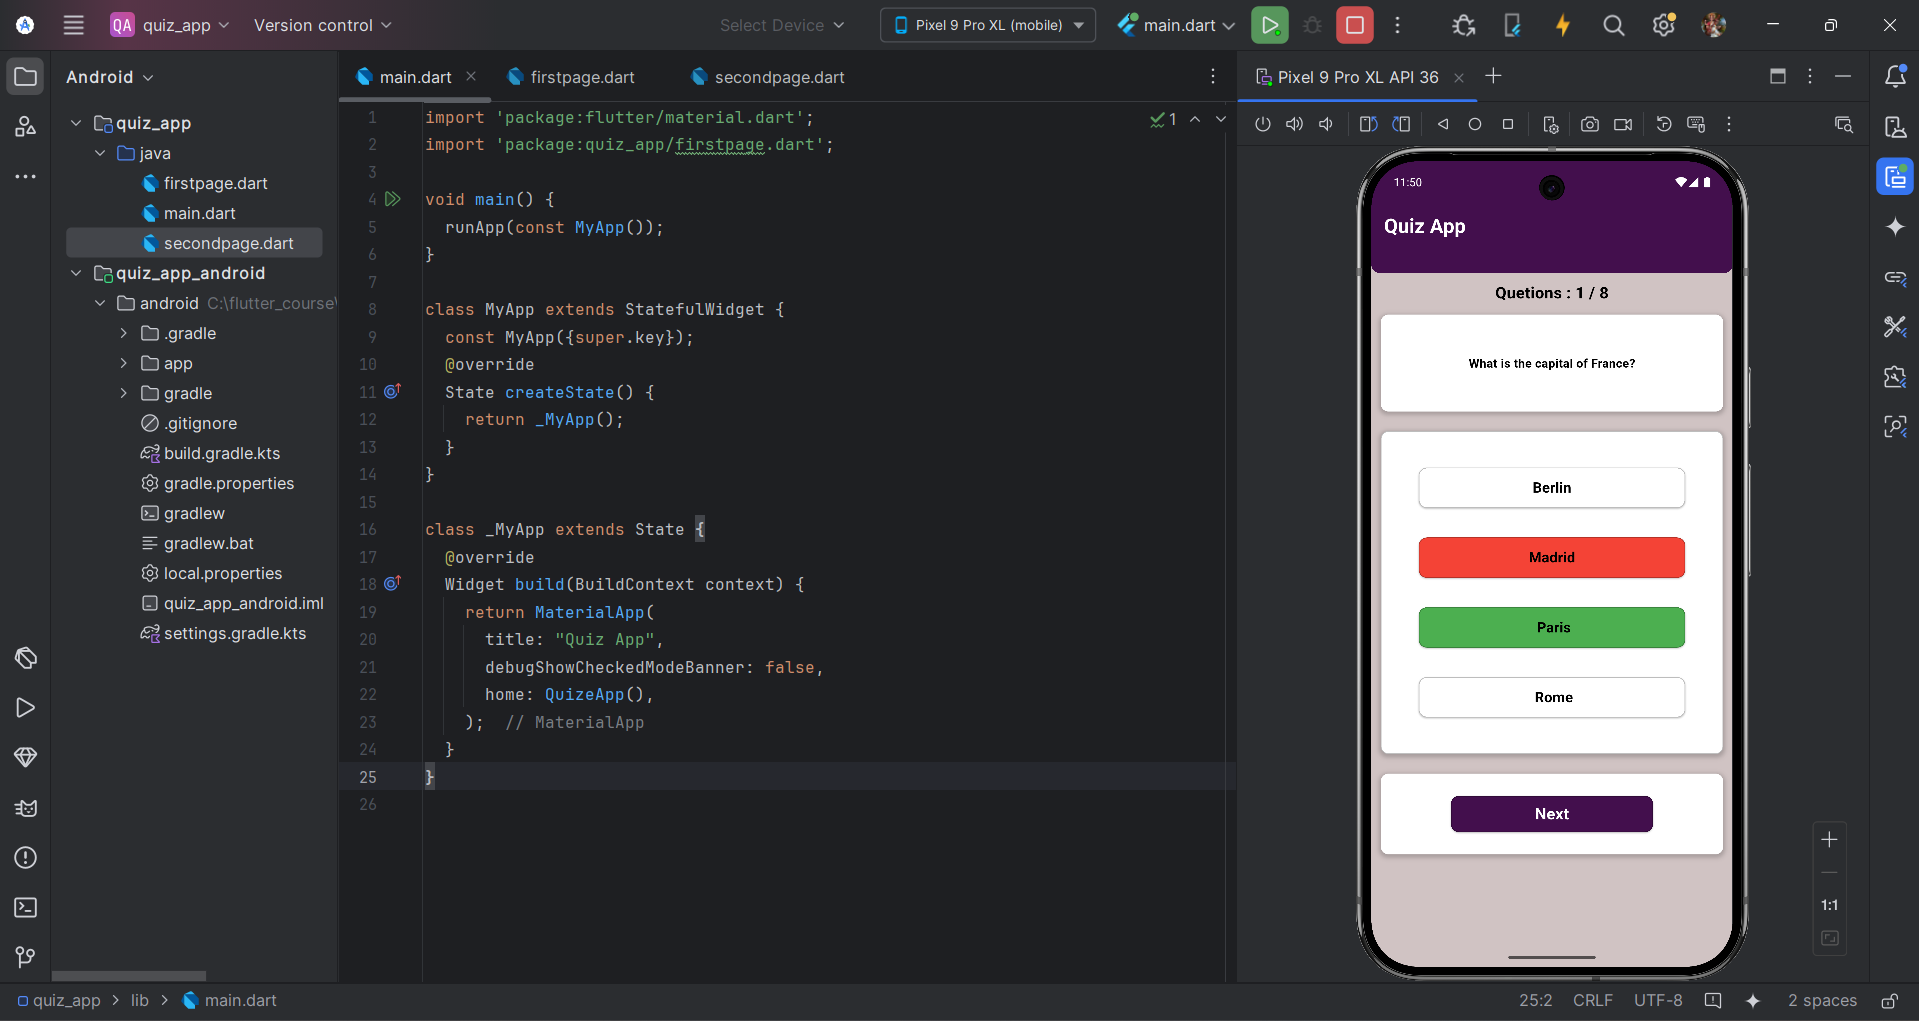 QA quiz_app
Version control
Select Device
Pixel 9 Pro XL (mobile)
main.dart
Android
main.dart
firstpage.dart
secondpage.dart
Pixel 9 Pro XL API 36
quiz_app
java
firstpage.dart
main.dart
secondpage.dart
quiz_app_android
android C:\flutter_course\
.gradle
app
gradle
.gitignore
build.gradle.kts
gradle.properties
gradlew
gradlew.bat
local.properties
quiz_app_android.iml
settings.gradle.kts
1 import 'package:flutter/material.dart';
1
2 import 'package:quiz_app/firstpage.dart';
3
4 void main() {
5 runApp(const MyApp());
6 }
7
8 class MyApp extends StatefulWidget {
9 const MyApp({super.key});
10 @override
11 State createState() {
12 return _MyApp();
13 }
14 }
15
16 class _MyApp extends State {
17 @override
18 Widget build(BuildContext context) {
19 return MaterialApp(
20 title: "Quiz App",
21 debugShowCheckedModeBanner: false,
22 home: QuizeApp(),
23 ); // MaterialApp
24 }
25 }
26
11:50
Quiz App
Quetions : 1 / 8
What is the capital of France?
Berlin
Madrid
Paris
Rome
Next
1:1
quiz_app > lib > main.dart
25:2 CRLF UTF-8 2 spaces